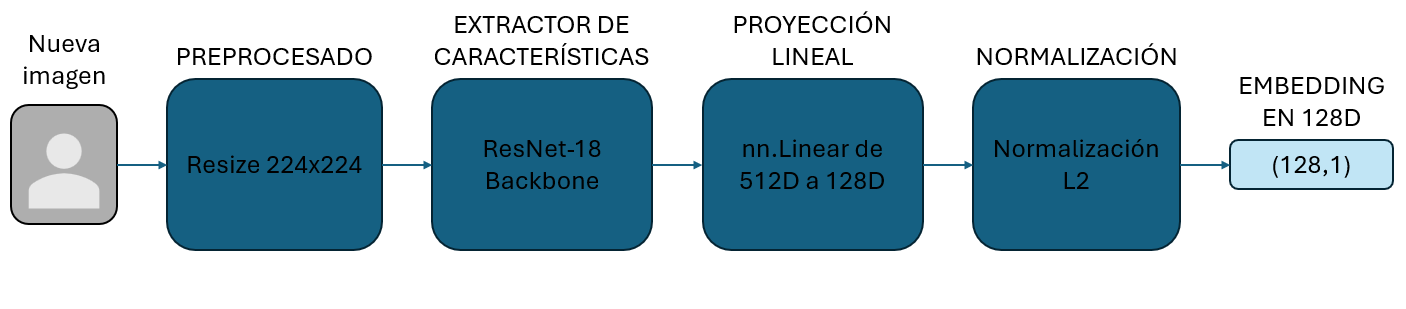 Nueva
imagen
PREPROCESADO
Resize 224x224
EXTRACTOR DE
CARACTERÍSTICAS
ResNet-18
Backbone
PROYECCIÓN
LINEAL
nn.Linear de
512D a 128D
NORMALIZACIÓN
Normalización
L2
EMBEDDING
EN 128D
(128,1)